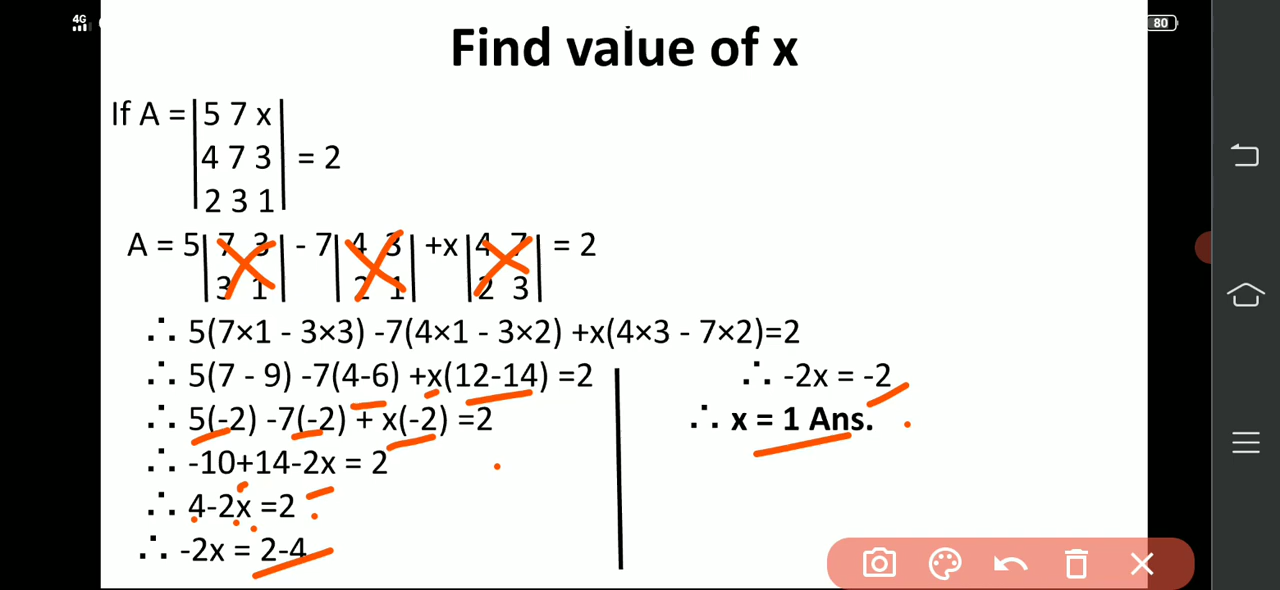 4G
80
Find value of x
If A = |5 7 x|
|4 7 3| = 2
|2 3 1|
A = 5|7 3| - 7|4 3| +x |4 7| = 2
|3 1| |2 1| |2 3|
∴ 5(7×1 - 3×3) -7(4×1 - 3×2) +x(4×3 - 7×2)=2
∴ 5(7 - 9) -7(4-6) +x(12-14) =2
∴ 5(-2) -7(-2) + x(-2) =2
∴ -10+14-2x = 2
∴ 4-2x =2
∴ -2x = 2-4
∴ -2x = -2
∴ x = 1 Ans.